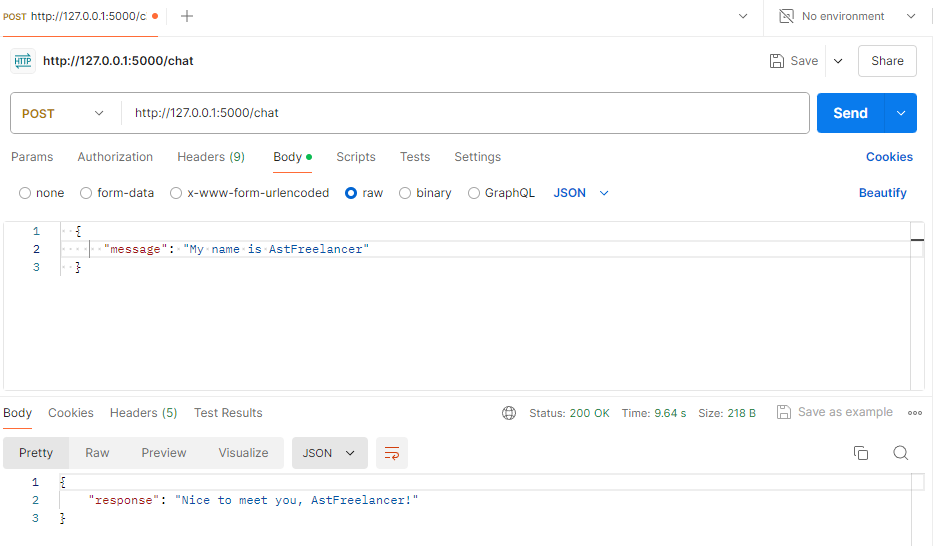 POST http://127.0.0.1:5000/c
No environment
HTTP http://127.0.0.1:5000/chat
Save
Share
POST http://127.0.0.1:5000/chat
Send
Params Authorization Headers (9) Body Scripts Tests Settings Cookies
none form-data x-www-form-urlencoded raw binary GraphQL JSON Beautify
1 {
2 "message": "My name is AstFreelancer"
3 }
Body Cookies Headers (5) Test Results Status: 200 OK Time: 9.64 s Size: 218 B Save as example
Pretty Raw Preview Visualize JSON
1 {
2 "response": "Nice to meet you, AstFreelancer!"
3 }